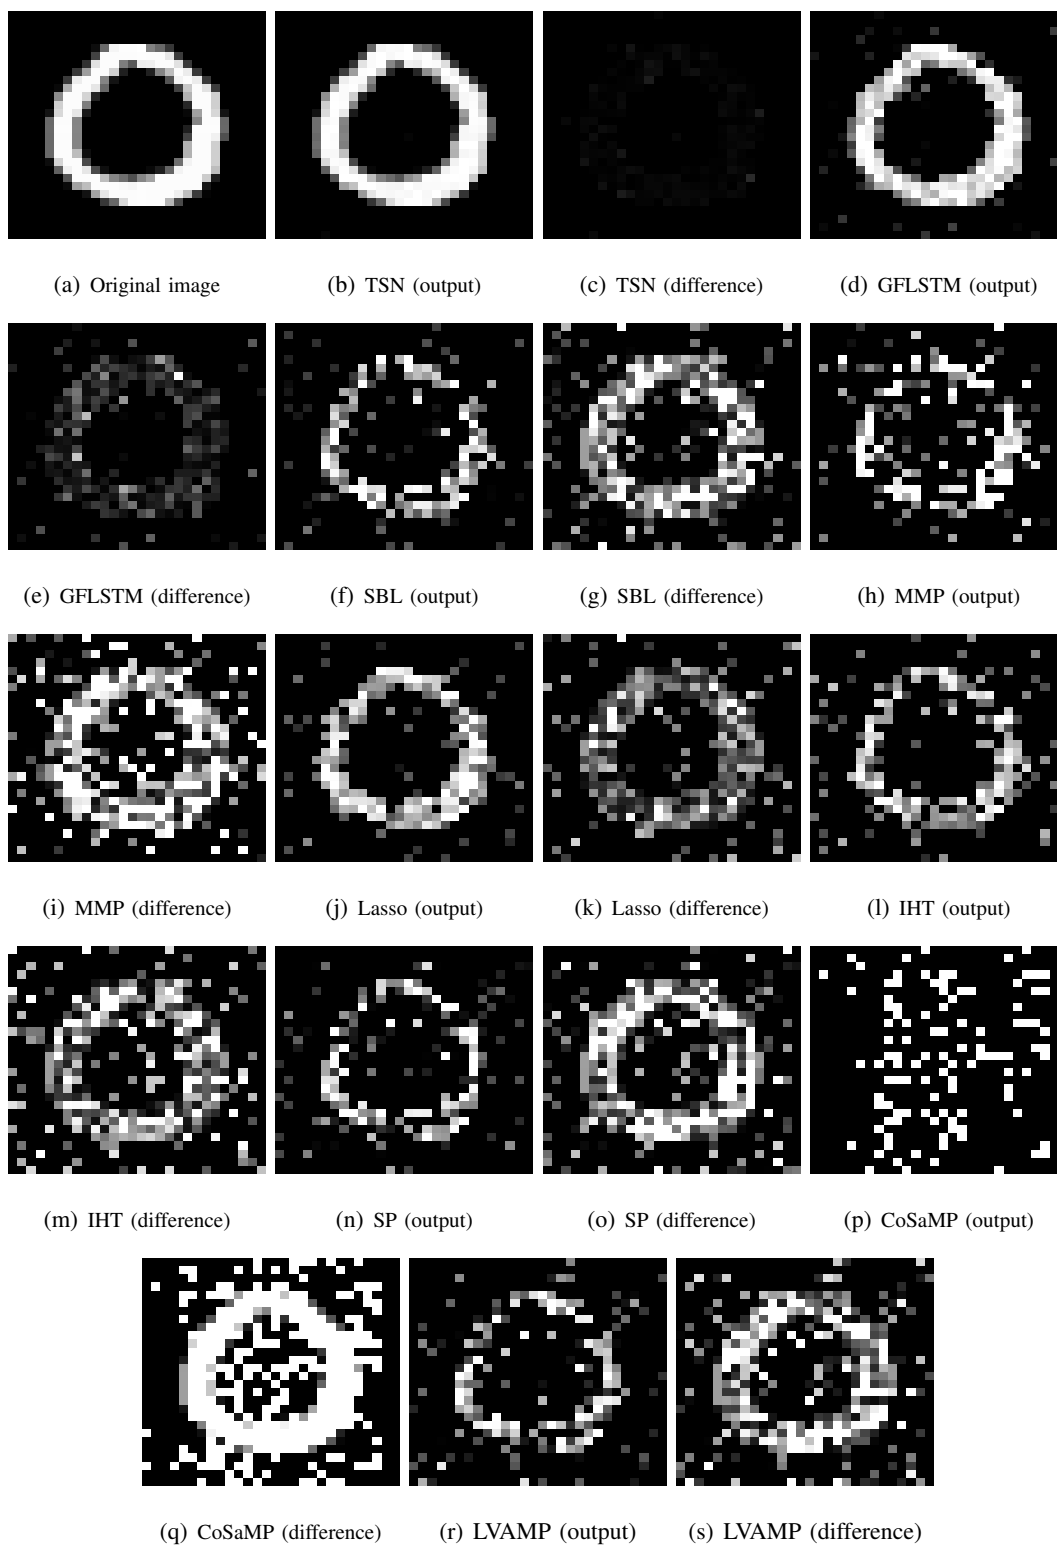 (a) Original image
(b) TSN (output)
(c) TSN (difference)
(d) GFLSTM (output)
(e) GFLSTM (difference)
(f) SBL (output)
(g) SBL (difference)
(h) MMP (output)
(i) MMP (difference)
(j) Lasso (output)
(k) Lasso (difference)
(l) IHT (output)
(m) IHT (difference)
(n) SP (output)
(o) SP (difference)
(p) CoSaMP (output)
(q) CoSaMP (difference)
(r) LVAMP (output)
(s) LVAMP (difference)